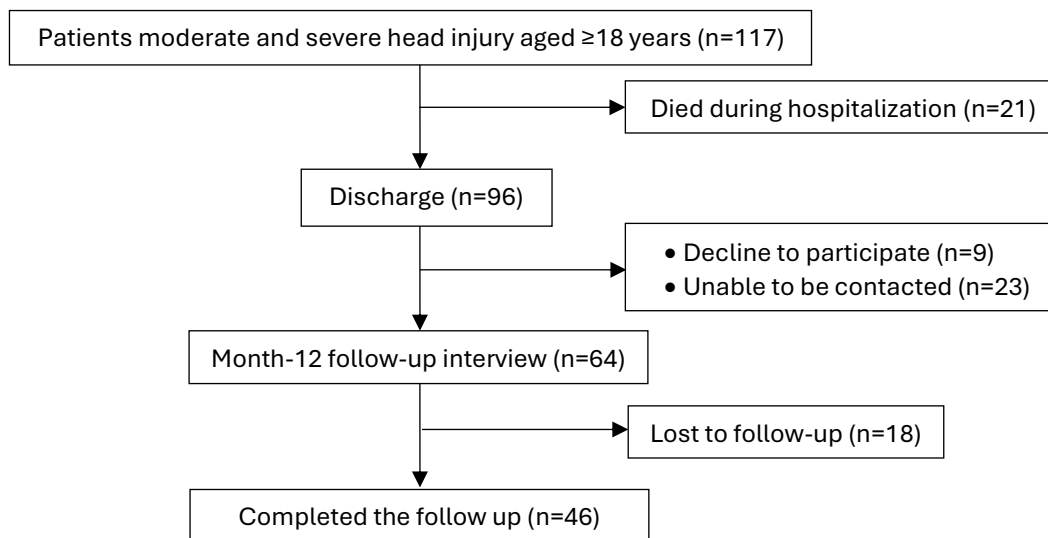 Patients moderate and severe head injury aged ≥18 years (n=117)
Died during hospitalization (n=21)
Discharge (n=96)
• Decline to participate (n=9)
• Unable to be contacted (n=23)
Month-12 follow-up interview (n=64)
Lost to follow-up (n=18)
Completed the follow up (n=46)